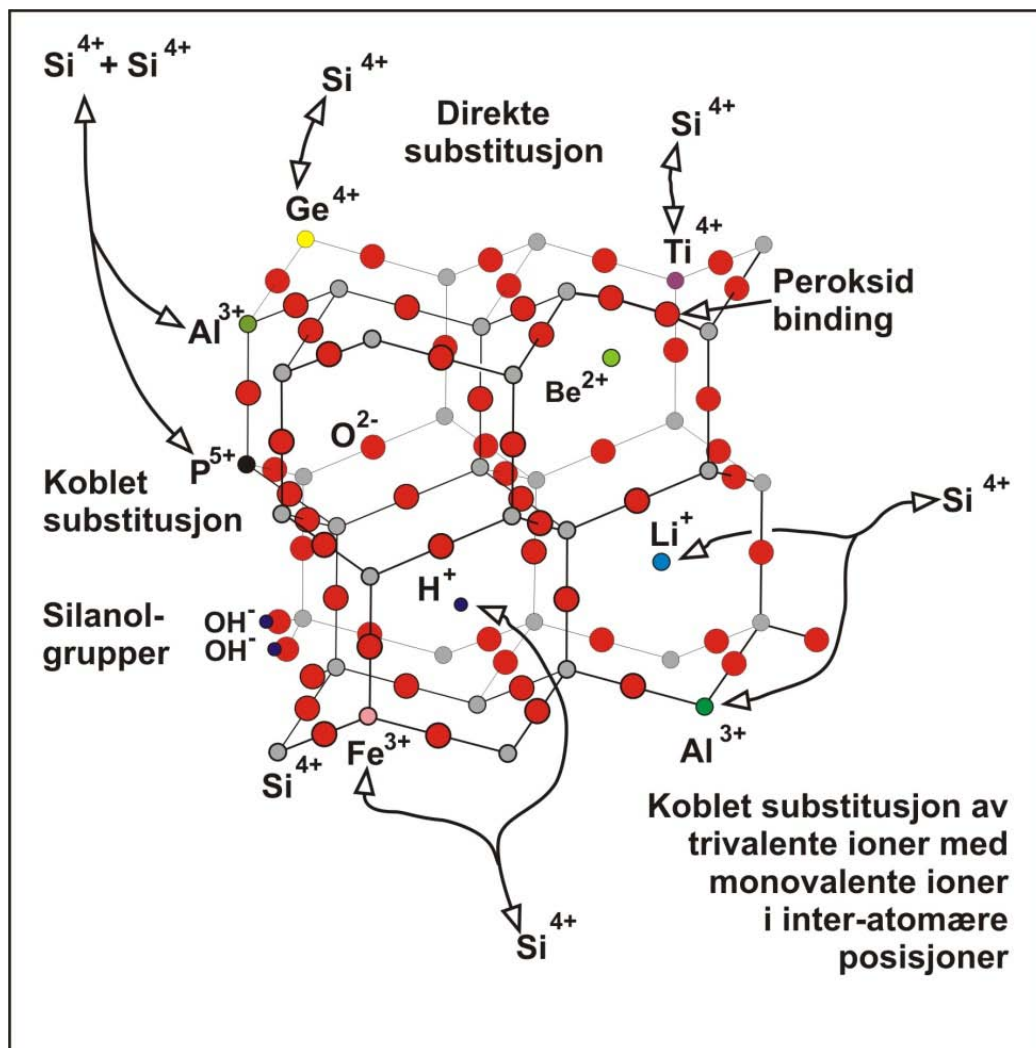 Si⁴⁺ + Si⁴⁺
Si⁴⁺
Direkte
substitusjon
Si⁴⁺
Ge⁴⁺
Ti⁴⁺
Peroksid
binding
Al³⁺
Be²⁺
O²⁻
P⁵⁺
Koblet
substitusjon
Si⁴⁺
Li⁺
H⁺
Silanol-
grupper
OH⁻
OH⁻
Si⁴⁺
Fe³⁺
Al³⁺
Koblet substitusjon av
trivalente ioner med
monovalente ioner
i inter-atomære
posisjoner
Si⁴⁺